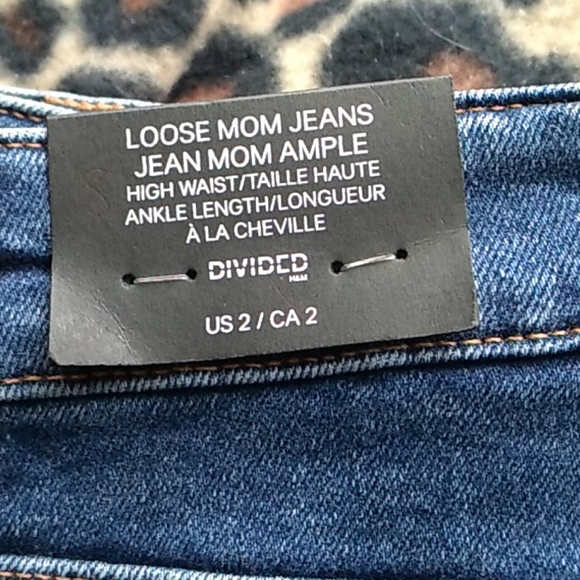 LOOSE MOM JEANS
JEAN MOM AMPLE
HIGH WAIST/TAILLE HAUTE
ANKLE LENGTH/LONGUEUR
À LA CHEVILLE
DIVIDED
H&M
US 2 / CA 2